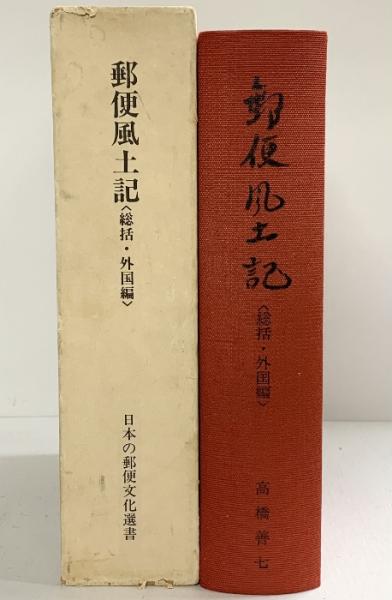 郵便風土記
〈総括・外国編〉
日本の郵便文化選書
郵便風土記
〈総括・外国編〉
高橋善七